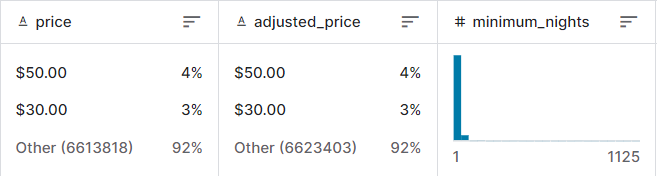 A price
A adjusted_price
# minimum_nights
$50.00 4%
$50.00 4%
$30.00 3%
$30.00 3%
Other (6613818) 92%
Other (6623403) 92%
1 1125